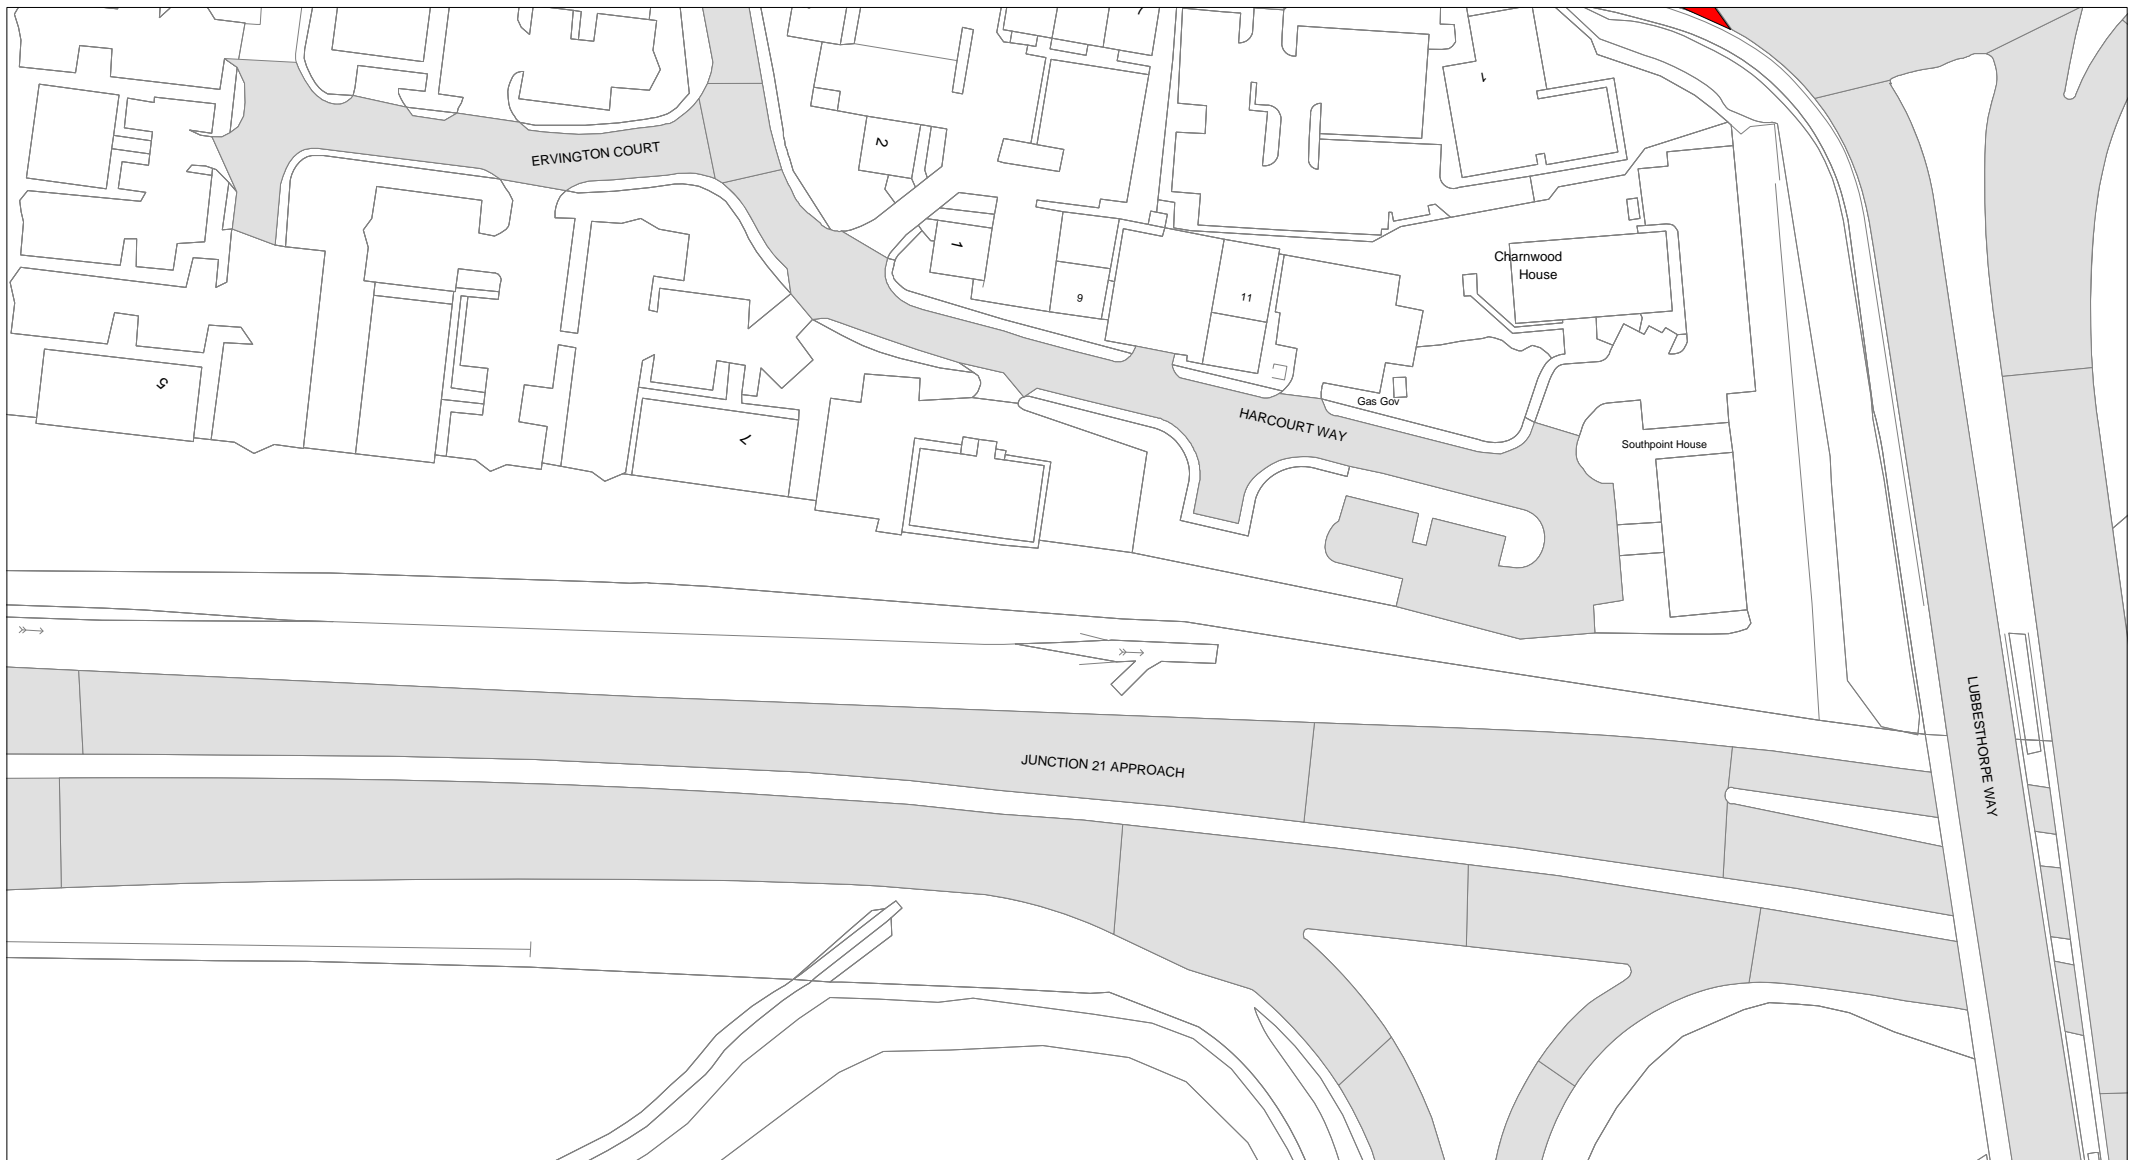 1
2
ERVINGTON COURT
1
Charnwood
House
9
11
5
Gas Gov
HARCOURT WAY
7
Southpoint House
LUBBESTHORPE WAY
JUNCTION 21 APPROACH